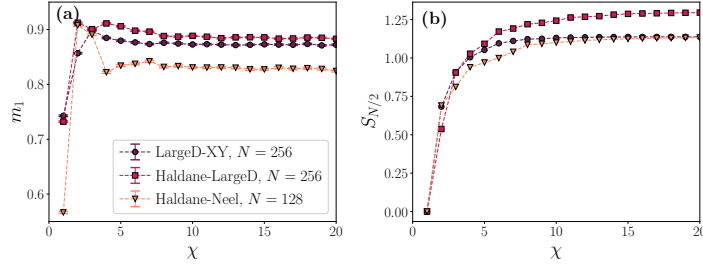 (a)
0.9
0.8
0.7
0.6
m₁
LargeD-XY, N = 256
Haldane-LargeD, N = 256
Haldane-Neel, N = 128
0 5 10 15 20
χ
(b)
1.25
1.00
0.75
0.50
0.25
0.00
S_{N/2}
0 5 10 15 20
χ